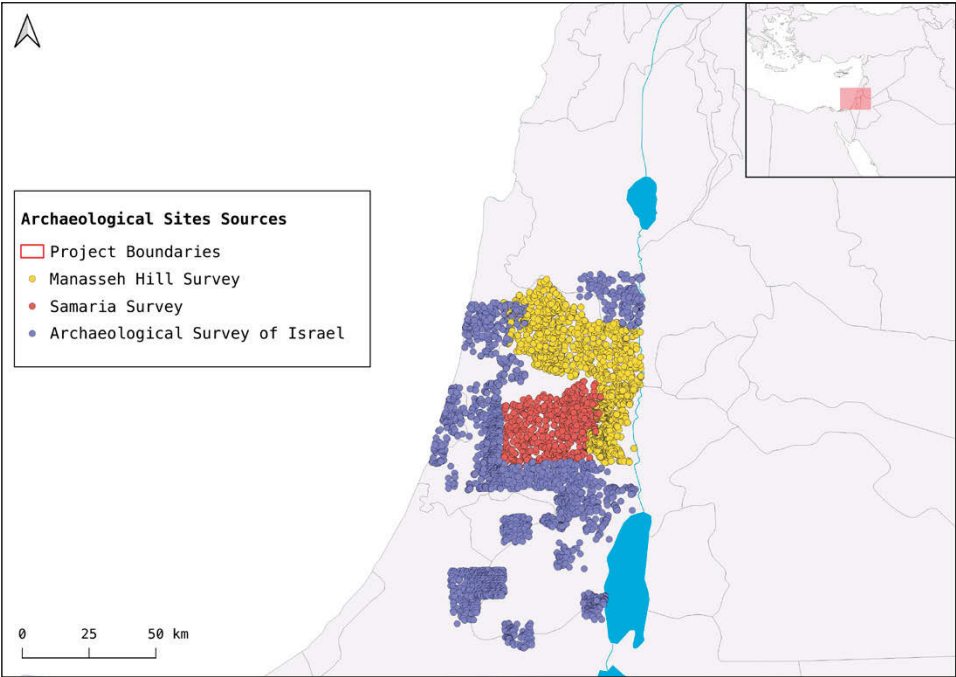 Archaeological Sites Sources
Project Boundaries
Manasseh Hill Survey
Samaria Survey
Archaeological Survey of Israel
0 25 50 km